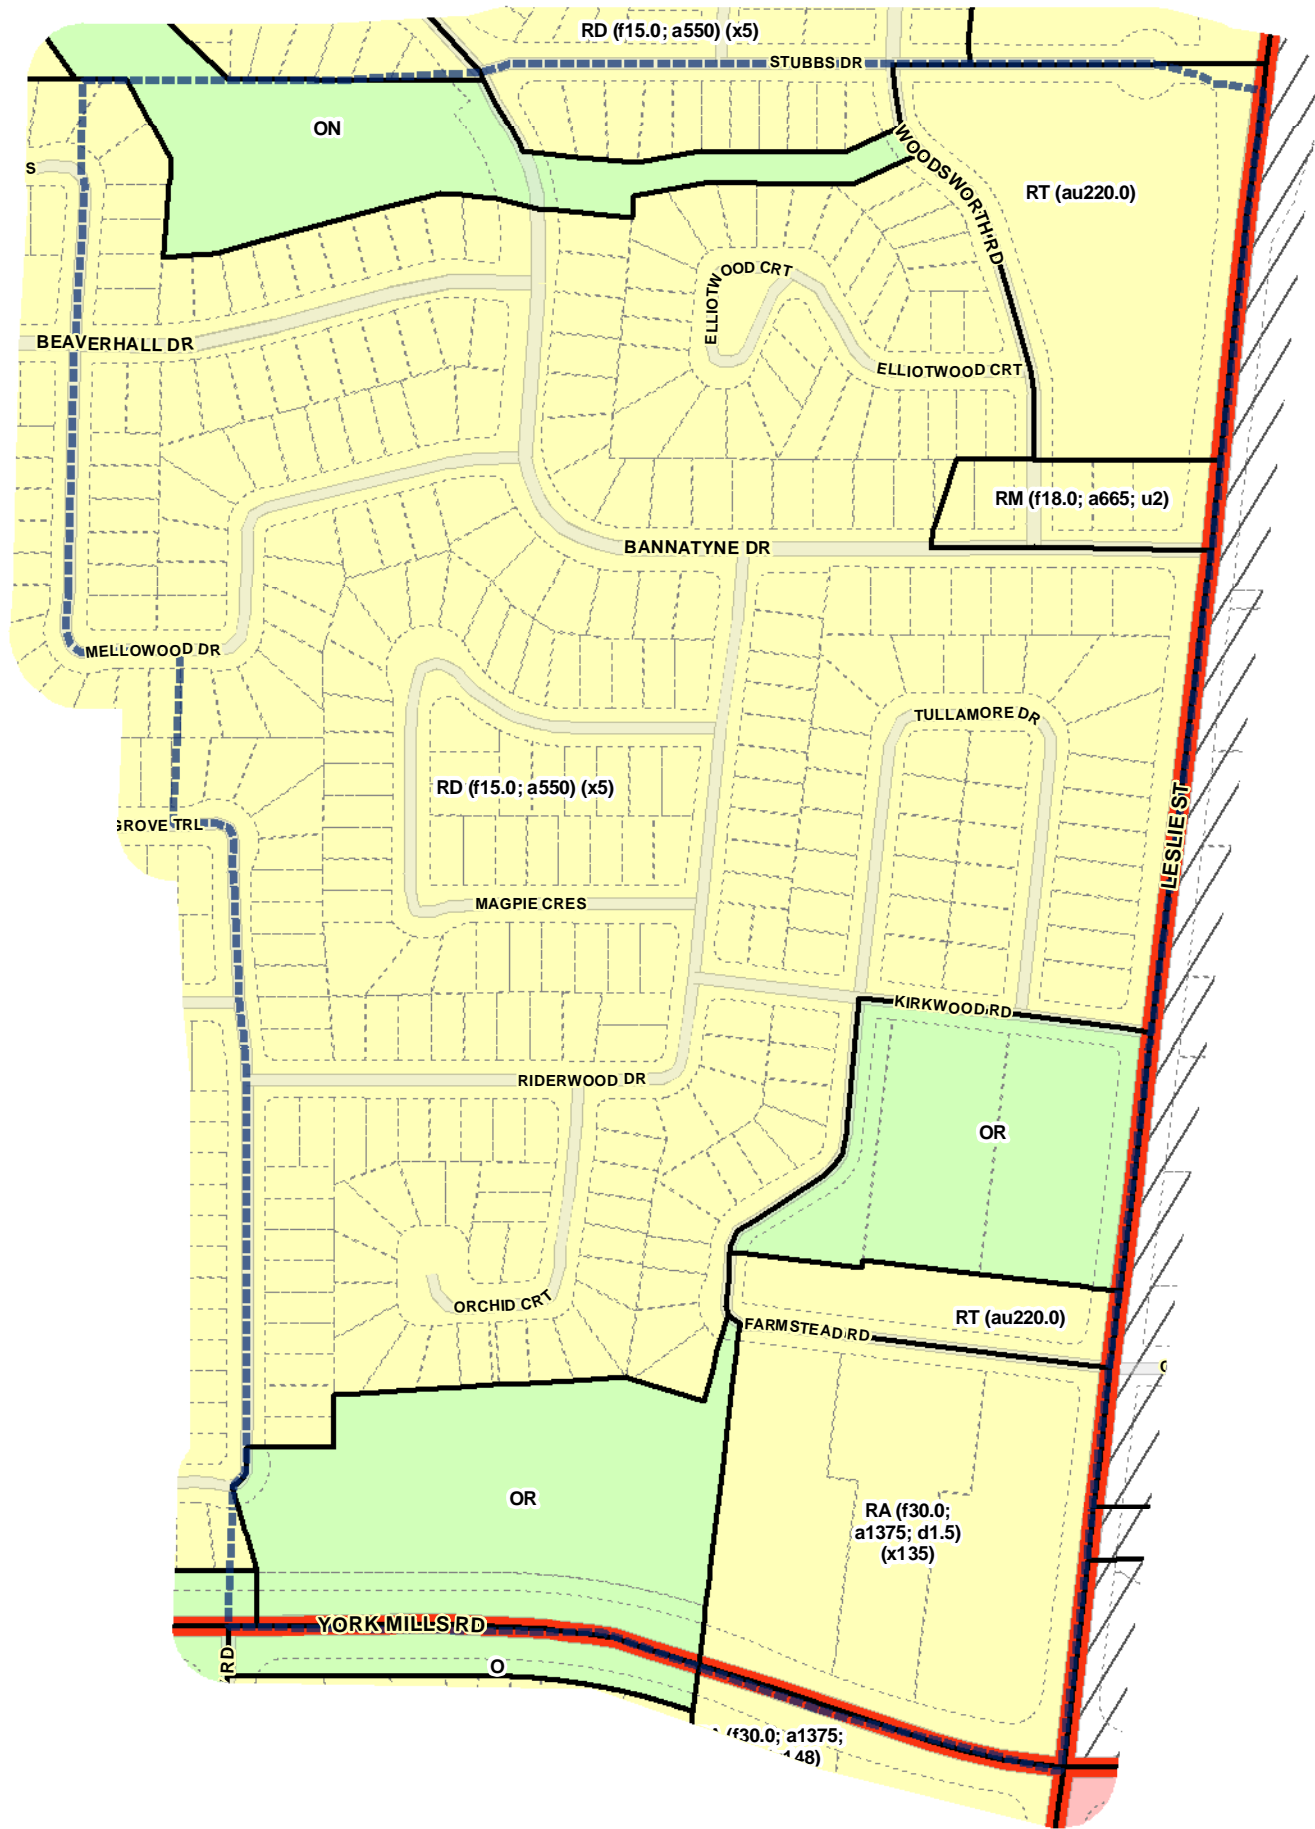 RD (f15.0; a550) (x5)
STUBBS DR
ON
S
WOODSWORTH RD
RT (au220.0)
ELLIOTWOOD CRT
ELLIOTWOOD CRT
BEAVERHALL DR
RM (f18.0; a665; u2)
BANNATYNE DR
MELLOWOOD DR
TULLAMORE DR
RD (f15.0; a550) (x5)
GROVE TRL
LESLIE ST
MAGPIE CRES
KIRKWOOD RD
RIDERWOOD DR
OR
ORCHID CRT
RT (au220.0)
FARMSTEAD RD
OR
RA (f30.0;
a1375; d1.5)
(x135)
YORK MILLS RD
RD
O
(f30.0; a1375;
48)